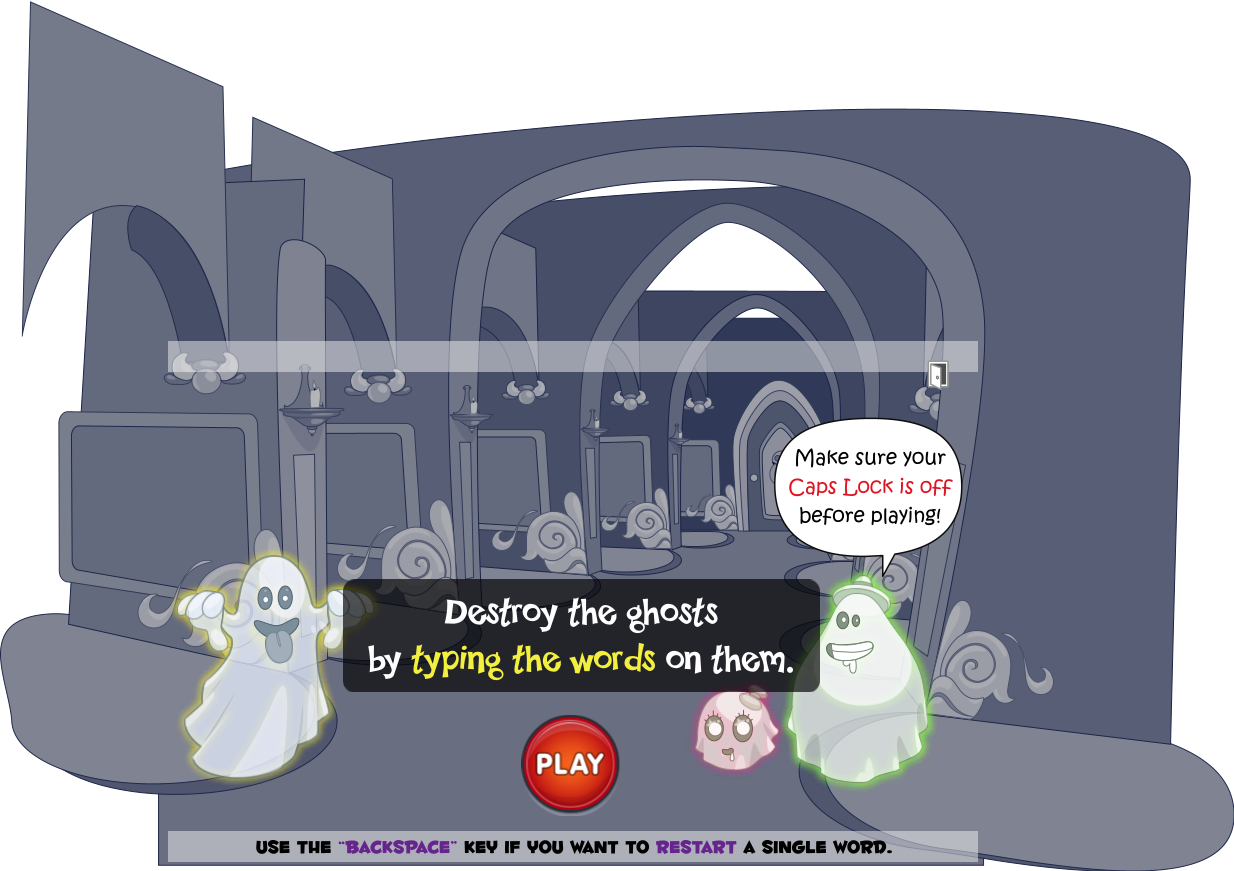 Make sure your
Caps Lock is off
before playing!
Destroy the ghosts
by typing the words on them.
PLAY
USE THE "BACKSPACE" KEY IF YOU WANT TO RESTART A SINGLE WORD.